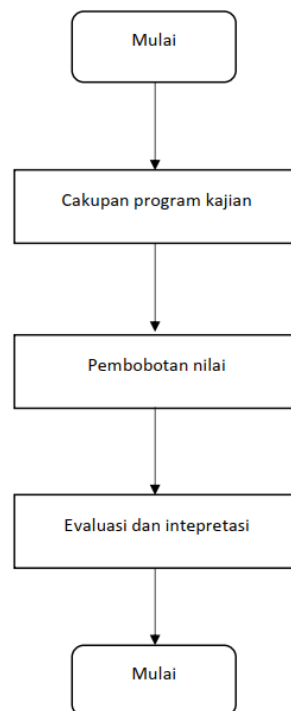 Mulai
Cakupan program kajian
Pembobotan nilai
Evaluasi dan intepretasi
Mulai